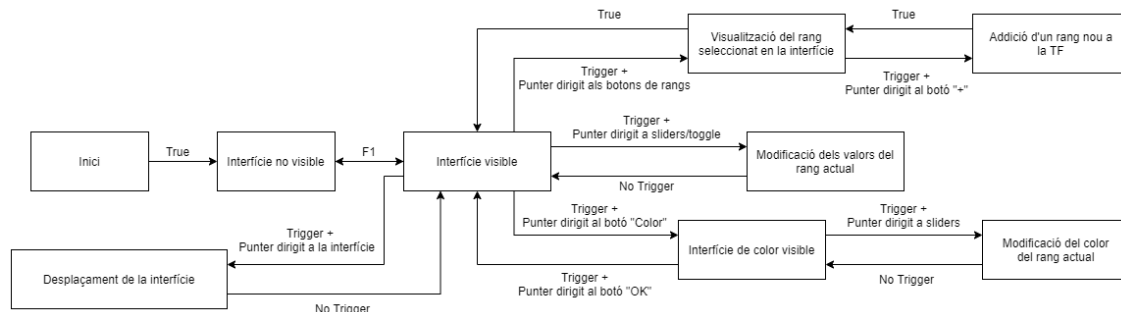 True
True
Visualització del rang
seleccionat en la interfície
Addició d'un rang nou a
la TF
Trigger +
Punter dirigit als botons de rangs
Trigger +
Punter dirigit al botó "+"
Trigger +
Punter dirigit a sliders/toggle
Inici
True
Interfície no visible
F1
Interfície visible
Modificació dels valors del
rang actual
No Trigger
Trigger +
Punter dirigit al botó "Color"
Trigger +
Punter dirigit a sliders
Trigger +
Punter dirigit a la interfície
Interfície de color visible
Modificació del color
del rang actual
Desplaçament de la interfície
Trigger +
Punter dirigit al botó "OK"
No Trigger
No Trigger